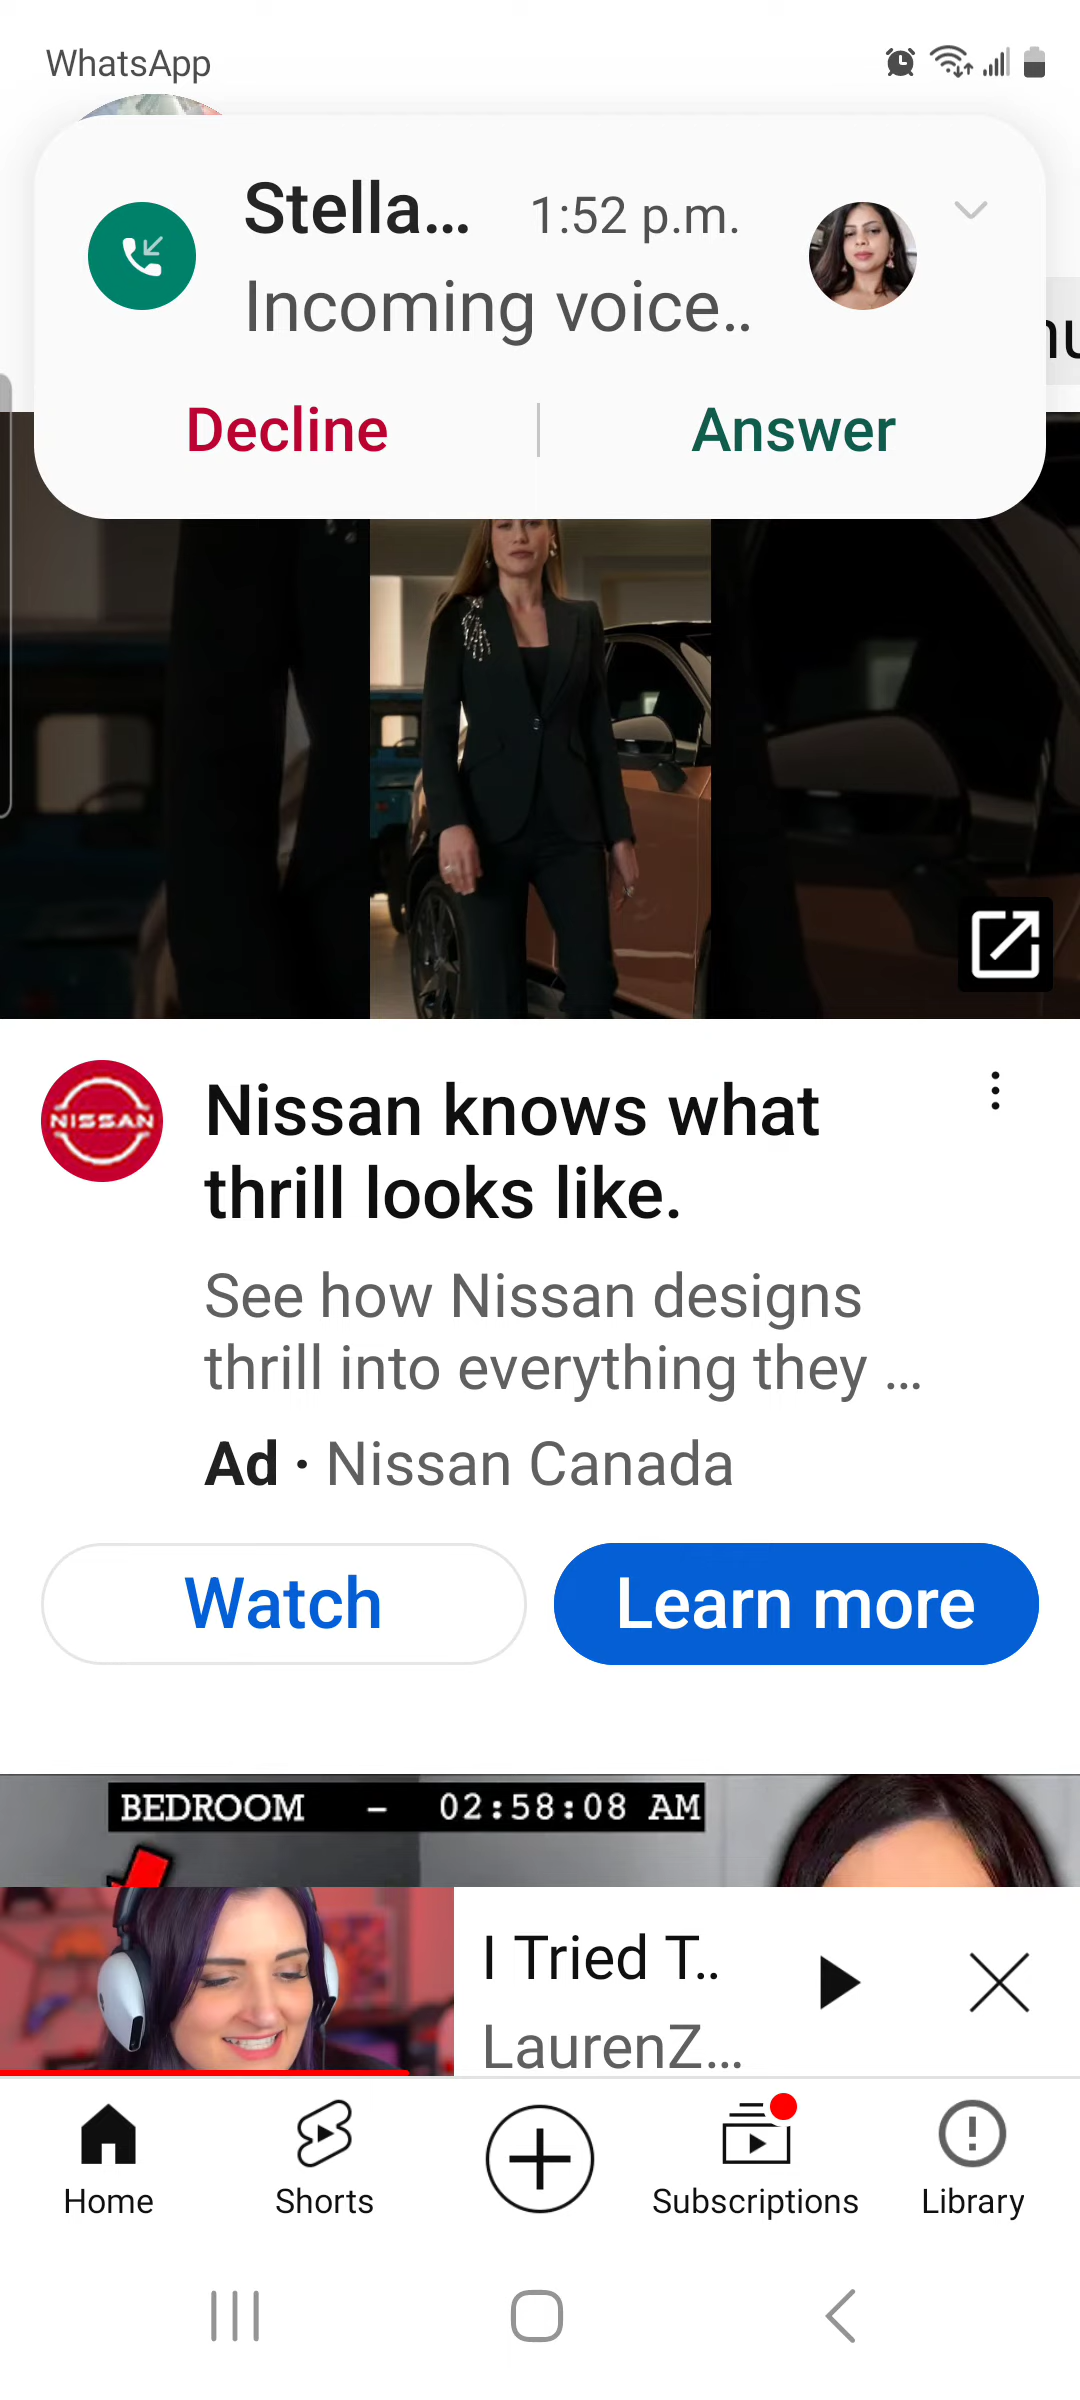 WhatsApp
Stella... 1:52 p.m.
Incoming voice..
Decline Answer
NISSAN
Nissan knows what
thrill looks like.
See how Nissan designs
thrill into everything they ...
Ad · Nissan Canada
Watch Learn more
BEDROOM - 02:58:08 AM
I Tried T..
LaurenZ...
Home Shorts Subscriptions Library